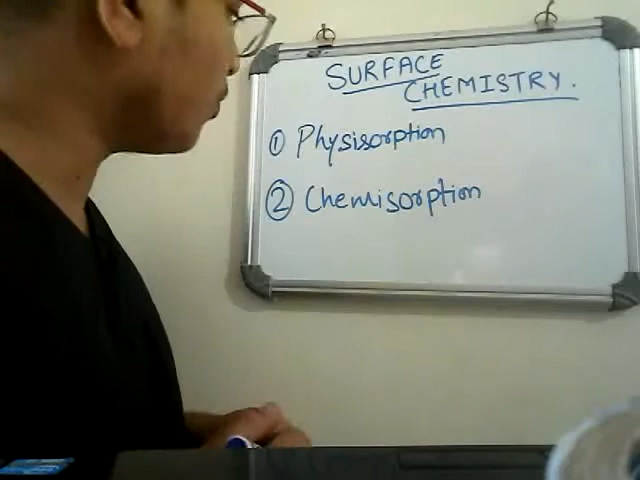 SURFACE
CHEMISTRY.
① Physisorption
② Chemisorption